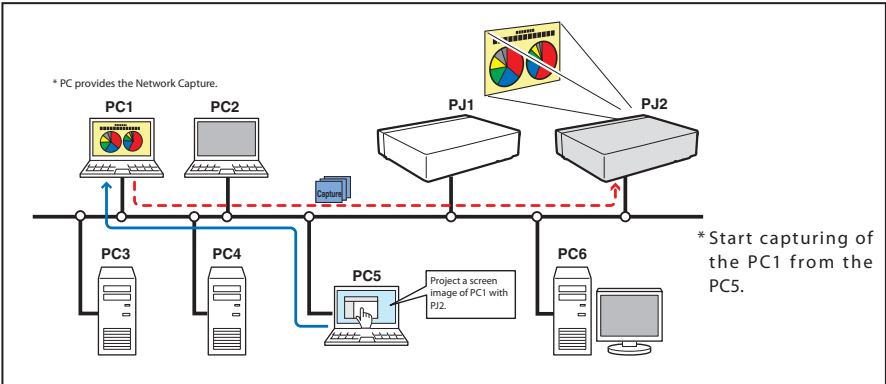 * PC provides the Network Capture.
PC1
PC2
PJ1
PJ2
Capture
PC3
PC4
PC5
Project a screen
image of PC1 with
PJ2.
PC6
* Start capturing of
the PC1 from the
PC5.